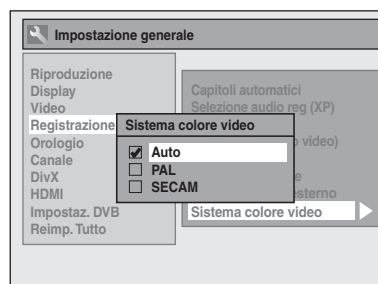 Impostazione generale
Riproduzione
Display
Video
Registrazione
Orologio
Canale
DivX
HDMI
Impostaz. DVB
Reimp. Tutto
Capitoli automatici
Selezione audio reg (XP)
video)
Sistema colore video
Sistema colore video
Auto
PAL
SECAM